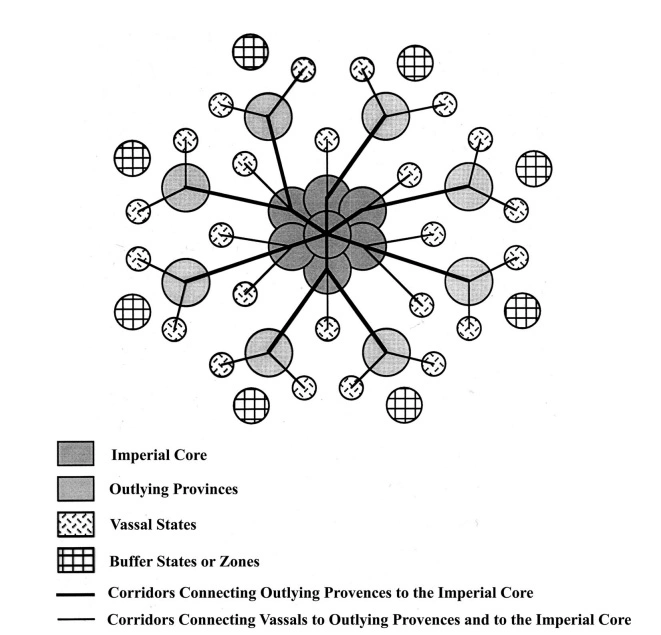 Imperial Core
Outlying Provinces
Vassal States
Buffer States or Zones
Corridors Connecting Outlying Provences to the Imperial Core
Corridors Connecting Vassals to Outlying Provences and to the Imperial Core